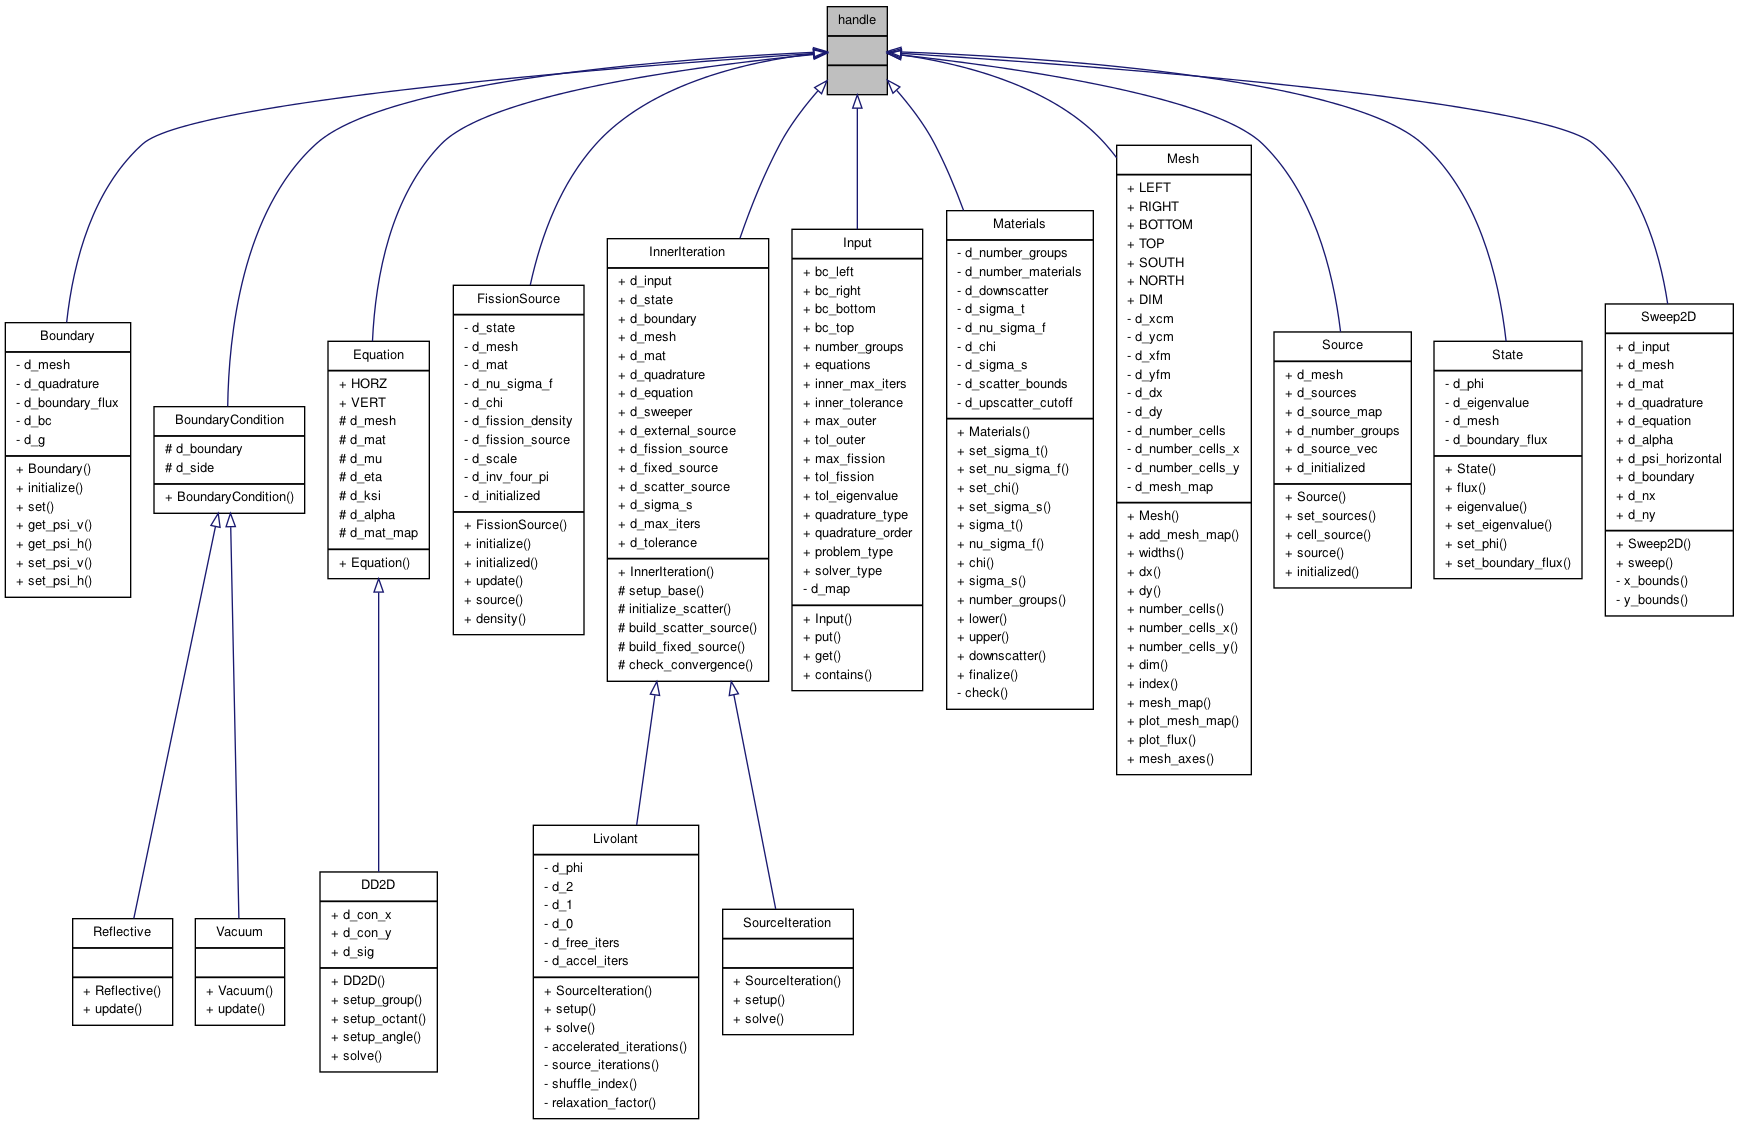 handle
Boundary
- d_mesh
- d_quadrature
- d_boundary_flux
- d_bc
- d_g
+ Boundary()
+ initialize()
+ set()
+ get_psi_v()
+ get_psi_h()
+ set_psi_v()
+ set_psi_h()
BoundaryCondition
# d_boundary
# d_side
+ BoundaryCondition()
Equation
+ HORZ
+ VERT
# d_mesh
# d_mat
# d_mu
# d_eta
# d_ksi
# d_alpha
# d_mat_map
+ Equation()
FissionSource
- d_state
- d_mesh
- d_mat
- d_nu_sigma_f
- d_chi
- d_fission_density
- d_fission_source
- d_scale
- d_inv_four_pi
- d_initialized
+ FissionSource()
+ initialize()
+ initialized()
+ update()
+ source()
+ density()
InnerIteration
+ d_input
+ d_state
+ d_boundary
+ d_mesh
+ d_mat
+ d_quadrature
+ d_equation
+ d_sweeper
+ d_external_source
+ d_fission_source
+ d_fixed_source
+ d_scatter_source
+ d_sigma_s
+ d_max_iters
+ d_tolerance
+ InnerIteration()
# setup_base()
# initialize_scatter()
# build_scatter_source()
# build_fixed_source()
# check_convergence()
Input
+ bc_left
+ bc_right
+ bc_bottom
+ bc_top
+ number_groups
+ equations
+ inner_max_iters
+ inner_tolerance
+ max_outer
+ tol_outer
+ max_fission
+ tol_fission
+ tol_eigenvalue
+ quadrature_type
+ quadrature_order
+ problem_type
+ solver_type
- d_map
+ Input()
+ put()
+ get()
+ contains()
Materials
- d_number_groups
- d_number_materials
- d_downscatter
- d_sigma_t
- d_nu_sigma_f
- d_chi
- d_sigma_s
- d_scatter_bounds
- d_upscatter_cutoff
+ Materials()
+ set_sigma_t()
+ set_nu_sigma_f()
+ set_chi()
+ set_sigma_s()
+ sigma_t()
+ nu_sigma_f()
+ chi()
+ sigma_s()
+ number_groups()
+ lower()
+ upper()
+ downscatter()
+ finalize()
- check()
Mesh
+ LEFT
+ RIGHT
+ BOTTOM
+ TOP
+ SOUTH
+ NORTH
+ DIM
- d_xcm
- d_ycm
- d_xfm
- d_yfm
- d_dx
- d_dy
- d_number_cells
- d_number_cells_x
- d_number_cells_y
- d_mesh_map
+ Mesh()
+ add_mesh_map()
+ widths()
+ dx()
+ dy()
+ number_cells()
+ number_cells_x()
+ number_cells_y()
+ dim()
+ index()
+ mesh_map()
+ plot_mesh_map()
+ plot_flux()
+ mesh_axes()
Source
+ d_mesh
+ d_sources
+ d_source_map
+ d_number_groups
+ d_source_vec
+ d_initialized
+ Source()
+ set_sources()
+ cell_source()
+ source()
+ initialized()
State
- d_phi
- d_eigenvalue
- d_mesh
- d_boundary_flux
+ State()
+ flux()
+ eigenvalue()
+ set_eigenvalue()
+ set_phi()
+ set_boundary_flux()
Sweep2D
+ d_input
+ d_mesh
+ d_mat
+ d_quadrature
+ d_equation
+ d_alpha
+ d_psi_horizontal
+ d_boundary
+ d_nx
+ d_ny
+ Sweep2D()
+ sweep()
- x_bounds()
- y_bounds()
Reflective
+ Reflective()
+ update()
Vacuum
+ Vacuum()
+ update()
DD2D
+ d_con_x
+ d_con_y
+ d_sig
+ DD2D()
+ setup_group()
+ setup_octant()
+ setup_angle()
+ solve()
Livolant
- d_phi
- d_2
- d_1
- d_0
- d_free_iters
- d_accel_iters
+ SourceIteration()
+ setup()
+ solve()
- accelerated_iterations()
- source_iterations()
- shuffle_index()
- relaxation_factor()
SourceIteration
+ SourceIteration()
+ setup()
+ solve()